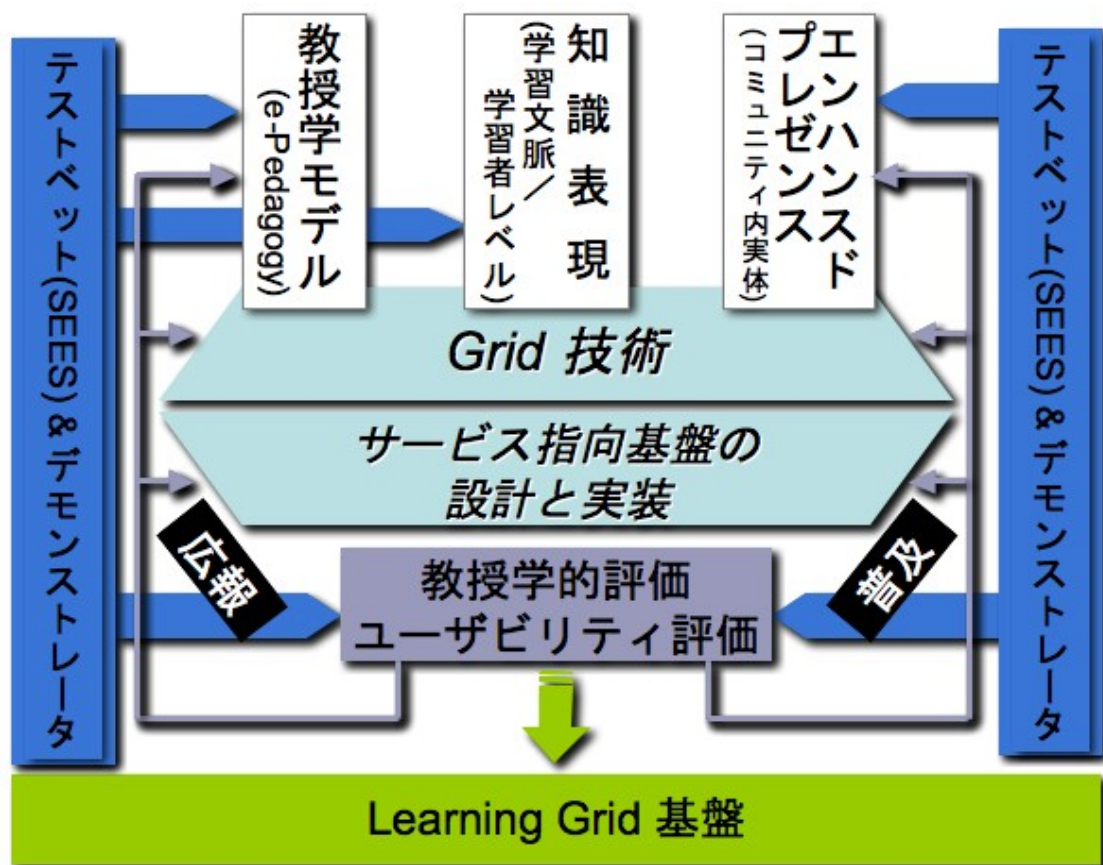 テストベット(SEES) & デモンストレータ
教授学モデル
(e-Pedagogy)
知識表現
(学習文脈／
学習者レベル)
エンハンスド
プレゼンス
(コミュニティ内実体)
テストベット(SEES) & デモンストレータ
Grid 技術
サービス指向基盤の
設計と実装
広報
普及
教授学的評価
ユーザビリティ評価
Learning Grid 基盤